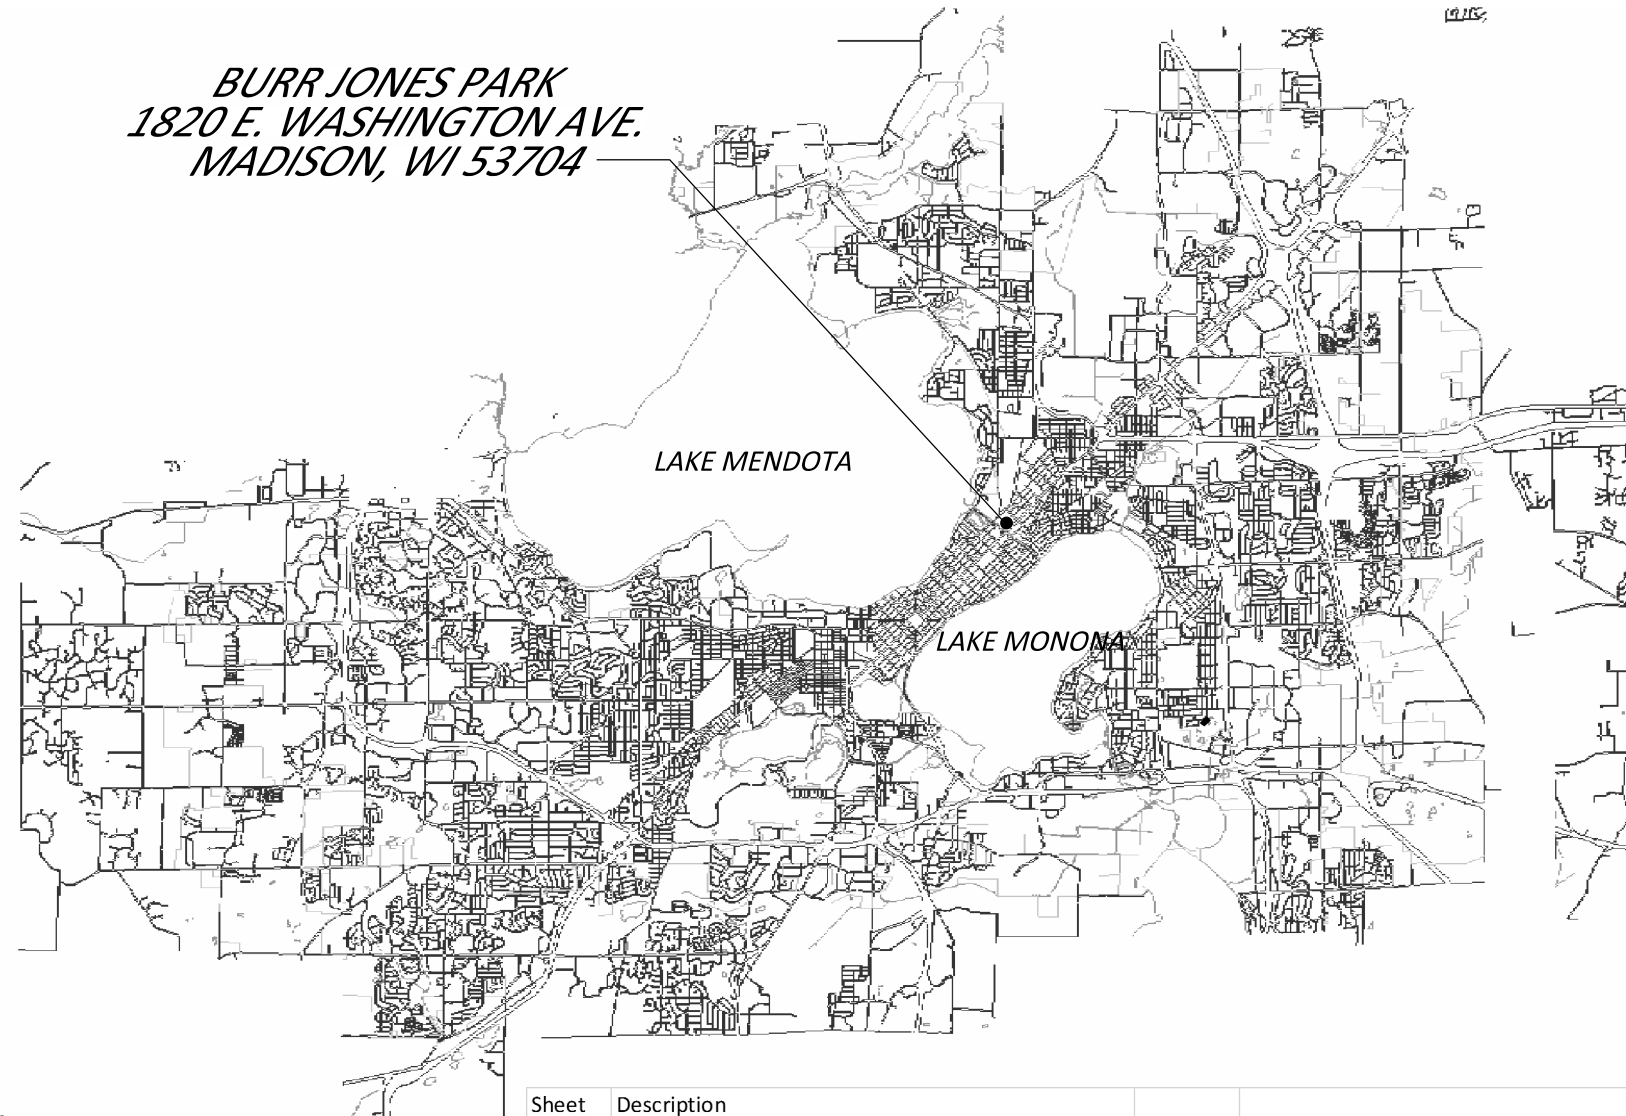 BURR JONES PARK
1820 E. WASHINGTON AVE.
MADISON, WI 53704
LAKE MENDOTA
LAKE MONONA
Sheet Description